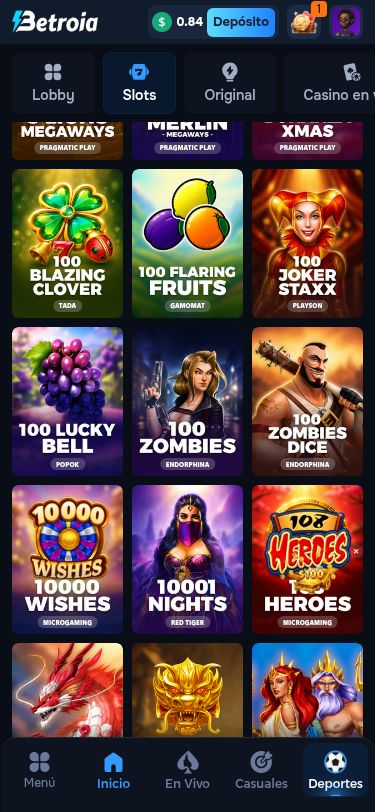 Betroia
$ 0.84 Depósito
1
Lobby
Slots
Original
Casino en
MEGAWAYS
PRAGMATIC PLAY
MERLIN
- MEGAWAYS -
PRAGMATIC PLAY
XMAS
PRAGMATIC PLAY
100
BLAZING
CLOVER
TADA
100 FLARING
FRUITS
GAMOMAT
100
JOKER
STAXX
PLAYSON
100 LUCKY
BELL
POPOK
100
ZOMBIES
ENDORPHINA
100
ZOMBIES
DICE
ENDORPHINA
10000
WISHES
10000
WISHES
MICROGAMING
10001
NIGHTS
RED TIGER
108
HEROES
$100
HEROES
MICROGAMING
Menú
Inicio
En Vivo
Casuales
Deportes